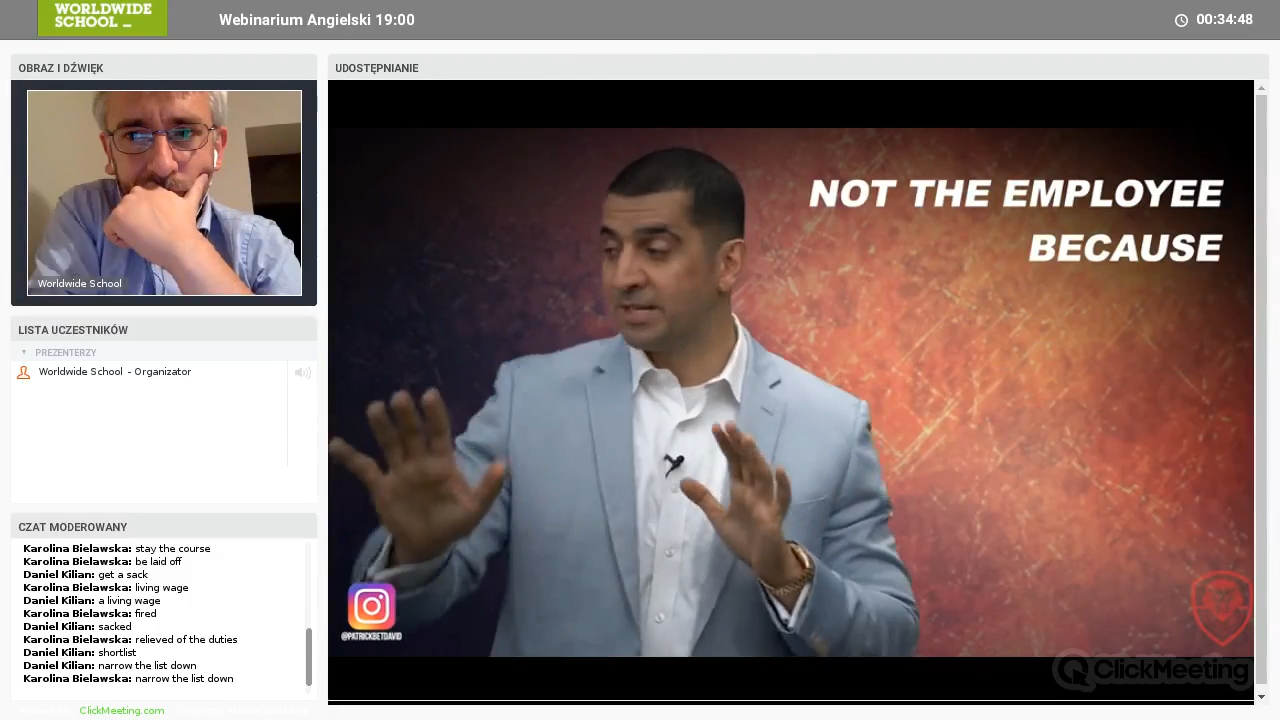 WORLDWIDE
SCHOOL
Webinarium Angielski 19:00
00:34:48
OBRAZ I DŹWIĘK
Worldwide School
LISTA UCZESTNIKÓW
PREZENTERZY
Worldwide School - Organizator
CZAT MODEROWANY
Karolina Bielawska: stay the course
Karolina Bielawska: be laid off
Daniel Kilian: get a sack
Karolina Bielawska: living wage
Daniel Kilian: a living wage
Karolina Bielawska: fired
Daniel Kilian: sacked
Karolina Bielawska: relieved of the duties
Daniel Kilian: shortlist
Daniel Kilian: narrow the list down
Karolina Bielawska: narrow the list down
ClickMeeting.com
UDOSTĘPNIANIE
NOT THE EMPLOYEE
BECAUSE
@PATRICKBETDAVID
ClickMeeting